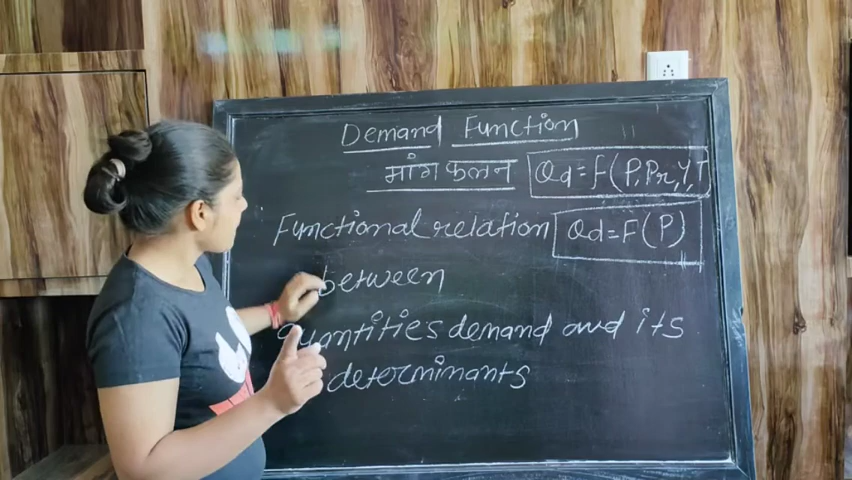 Demand Function
मांग फलन
Qd=f(P,Pr,Y,T
Functional relation
Qd=F(P)
between
quantities demand and its
determinants